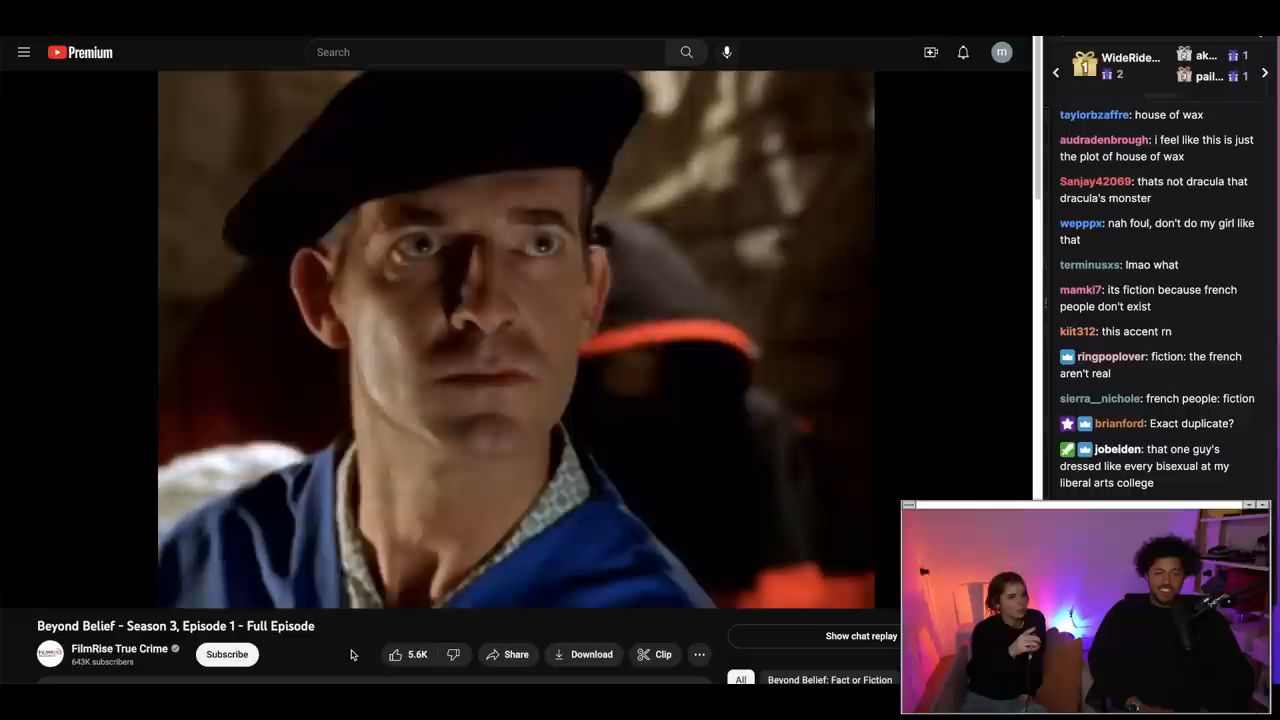 Premium
Search
m
WideRide...
1
2
ak...
1
pail...
1
taylorbzaffre: house of wax
audradenbrough: i feel like this is just
the plot of house of wax
Sanjay42069: thats not dracula that
dracula's monster
wepppx: nah foul, don't do my girl like
that
terminusxs: lmao what
mamki7: its fiction because french
people don't exist
kiit312: this accent rn
ringpoplover: fiction: the french
aren't real
sierra__nichole: french people: fiction
brianford: Exact duplicate?
jobeiden: that one guy's
dressed like every bisexual at my
liberal arts college
Beyond Belief - Season 3, Episode 1 - Full Episode
FILMRISE
FilmRise True Crime
643K subscribers
Subscribe
5.6K
Share
Download
Clip
Show chat replay
All
Beyond Belief: Fact or Fiction